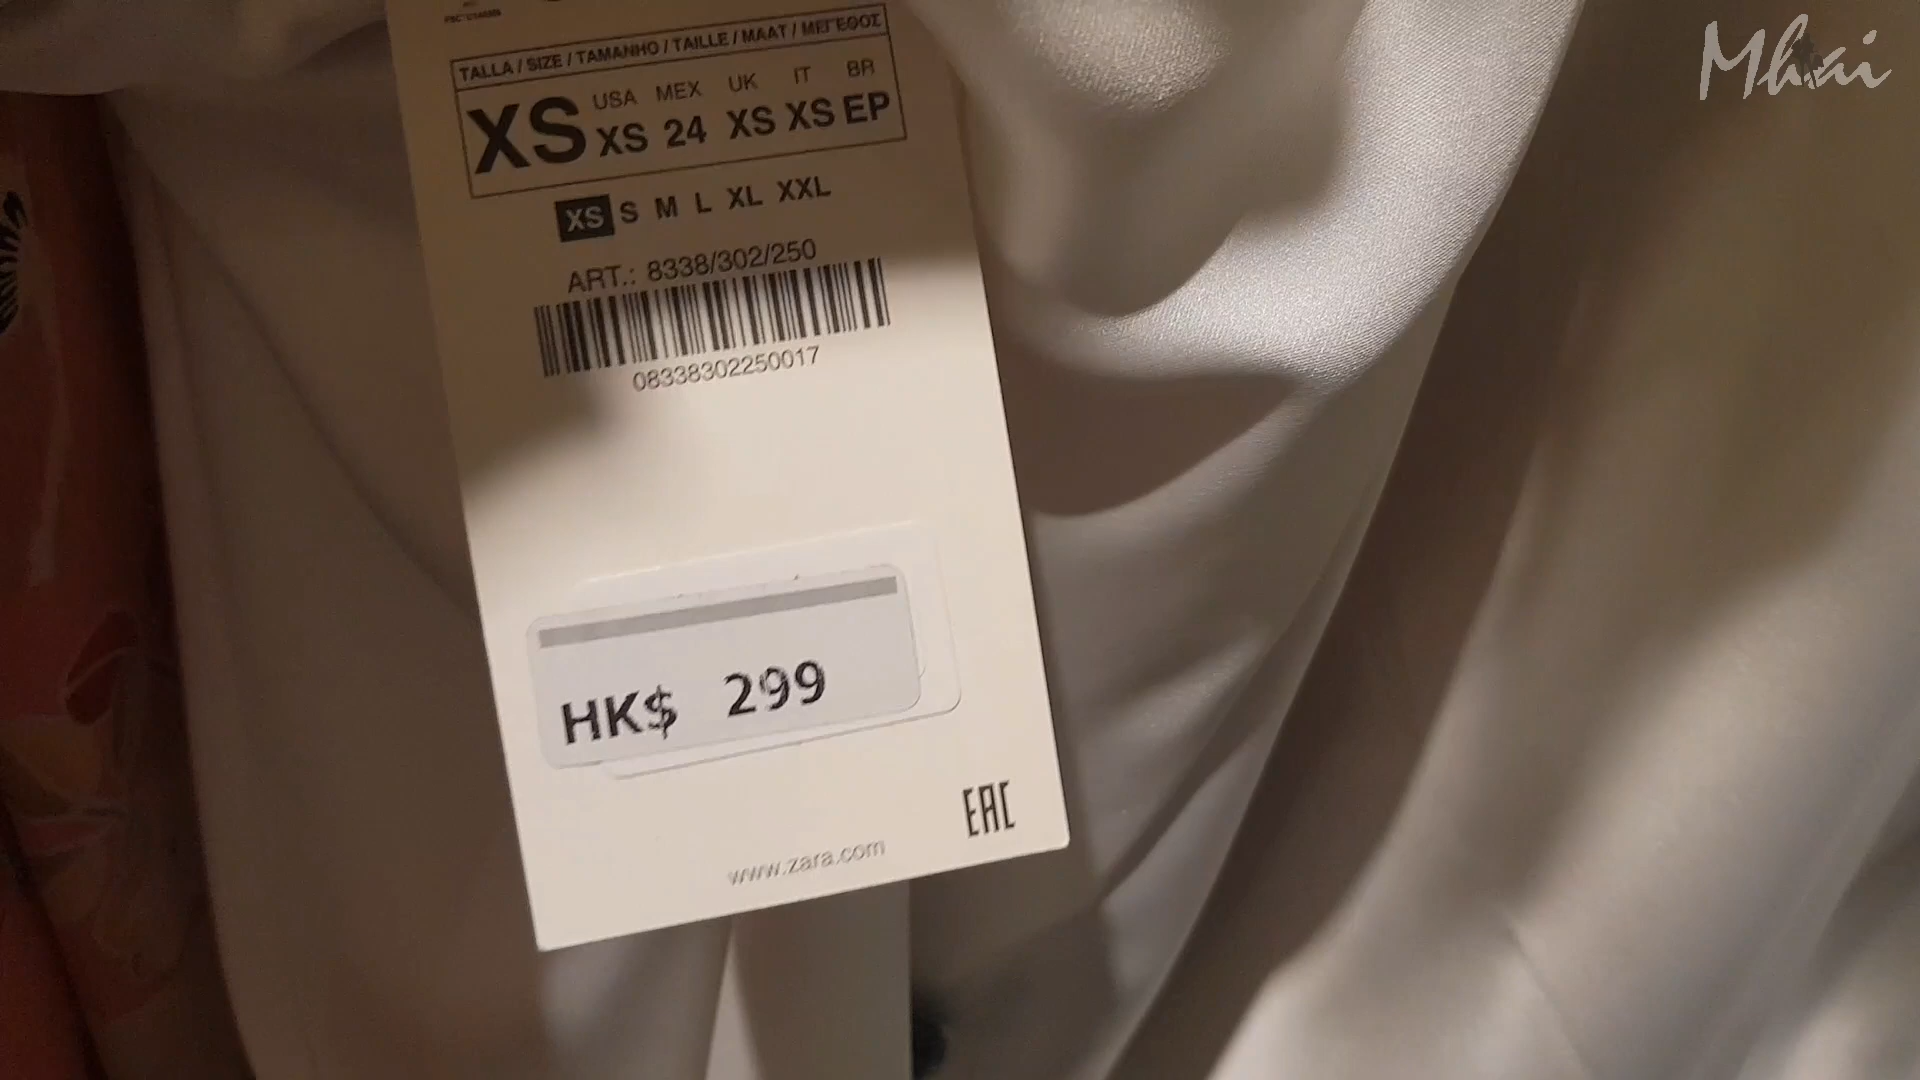 Mhai
TALLA / SIZE / TAMANHO / TAILLE / MAAT / ΜΕΓΕΘΟΣ
USA MEX UK IT BR
XS XS 24 XS XS EP
XS S M L XL XXL
ART.: 8338/302/250
08338302250017
HK$ 299
EAC
www.zara.com